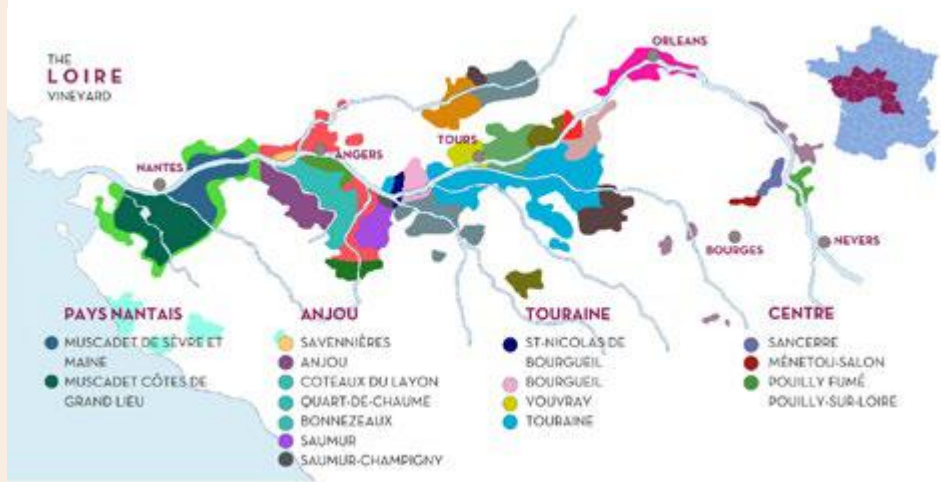 THE
LOIRE
VINEYARD
ORLEANS
TOURS
ANGERS
NANTES
BOURGES
NEVERS
PAYS NANTAIS
MUSCADET DE SÈVRE ET
MAINE
MUSCADET CÔTES DE
GRAND LIEU
ANJOU
SAVENNIÈRES
ANJOU
COTEAUX DU LAYON
QUART-DE-CHAUME
BONNEZEAUX
SAUMUR
SAUMUR-CHAMPIGNY
TOURAINE
ST-NICOLAS DE
BOURGUEIL
BOURGUEIL
VOUVRAY
TOURAINE
CENTRE
SANCERRE
MÉNETOU-SALON
POUILLY FUMÉ
POUILLY-SUR-LOIRE